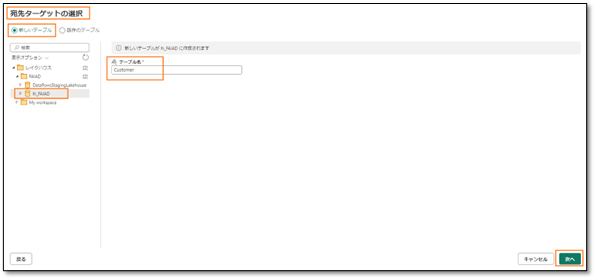 宛先ターゲットの選択
新しいテーブル
既存のテーブル
検索
表示オプション
レイクハウス
FAIAD
DataflowsStagingLakehouse
lh_FAIAD
My workspace
新しいテーブルが lh_FAIAD に作成されます
テーブル名 *
Customer
戻る
キャンセル
次へ